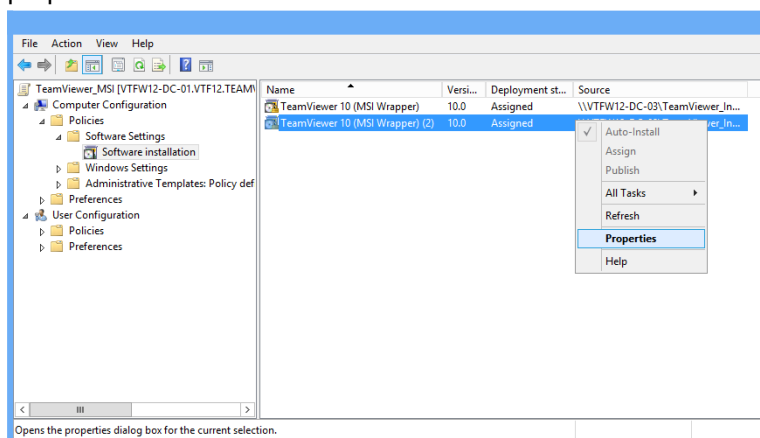 File Action View Help
TeamViewer_MSI [VTFW12-DC-01.VTF12.TEAMV
Computer Configuration
Policies
Software Settings
Software installation
Windows Settings
Administrative Templates: Policy def
Preferences
User Configuration
Policies
Preferences
Name Versi... Deployment st... Source
TeamViewer 10 (MSI Wrapper) 10.0 Assigned \\VTFW12-DC-03\TeamViewer_In...
TeamViewer 10 (MSI Wrapper) (2) 10.0 Assigned ver_In...
Auto-Install
Assign
Publish
All Tasks
Refresh
Properties
Help
Opens the properties dialog box for the current selection.